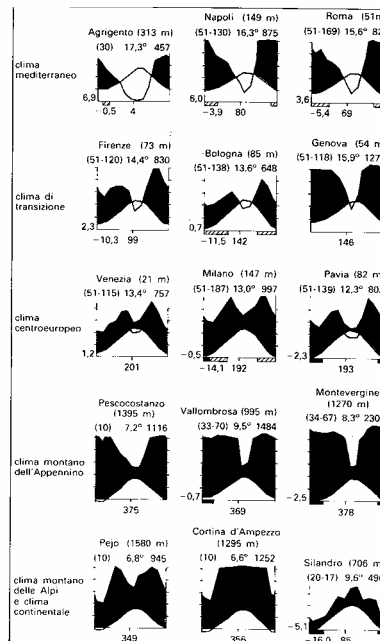 Agrigento (313 m)
(30) 17,3° 457
Napoli (149 m)
(51-130) 16,3° 875
Roma (51m
(51-169) 15,6° 82
clima
mediterraneo
6,9
-0,5 4
6,0
-3,9 80
3,6
-5,4 69
Firenze (73 m)
(51-120) 14,4° 830
Bologna (85 m)
(51-138) 13,6° 648
Genova (54 m
(51-118) 15,9° 127
clima di
transizione
2,3
-10,3 99
0,7
-11,5 142
146
Venezia (21 m)
(51-115) 13,4° 757
Milano (147 m)
(51-187) 13,0° 997
Pavia (82 m)
(51-139) 12,3° 80
clima
centroeuropeo
1,2
201
-0,5
-14,1 192
-2,3
193
Pescocostanzo
(1395 m)
(10) 7,2° 1116
Vallombrosa (995 m)
(33-70) 9,5° 1484
Montevergine
(1270 m)
(34-67) 8,3° 230
clima montano
dell'Appennino
375
-0,7
369
-2,5
378
Pejo (1580 m)
(10) 6,8° 945
Cortina d'Ampezzo
(1295 m)
(10) 6,6° 1252
Silandro (706 m
(20-17) 9,6° 49
clima montano
delle Alpi
e clima
continentale
349
356
-5,1
-16,0 85